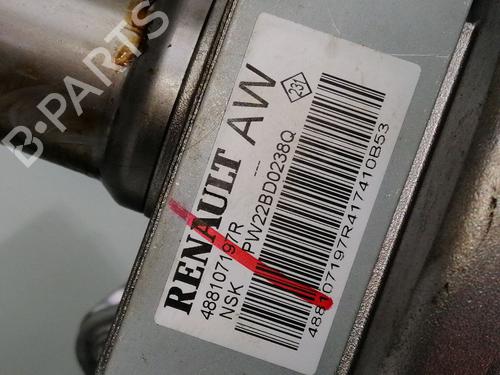 B-PARTS
RENAULT AW
488107197R
NSK
PW22BD0238Q
23
488107197R417410B53